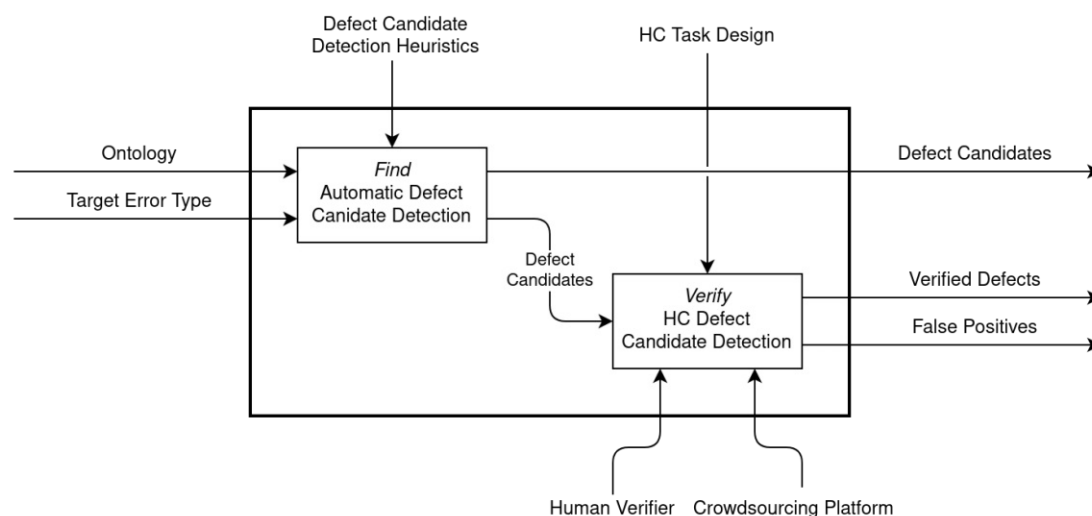 Defect Candidate
Detection Heuristics
HC Task Design
Ontology
Target Error Type
Find
Automatic Defect
Canidate Detection
Defect Candidates
Defect
Candidates
Verify
HC Defect
Candidate Detection
Verified Defects
False Positives
Human Verifier
Crowdsourcing Platform